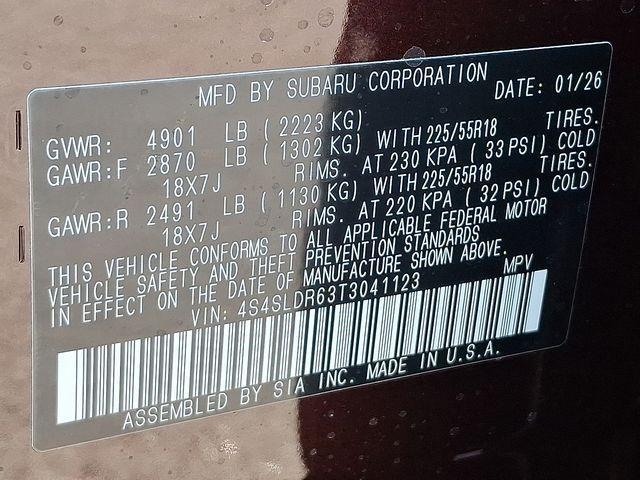 MFD BY SUBARU CORPORATION DATE: 01/26
GVWR: 4901 LB (2223 KG)
GAWR:F 2870 LB (1302 KG) WITH 225/55R18 TIRES.
18X7J RIMS. AT 230 KPA (33 PSI) COLD
GAWR:R 2491 LB (1130 KG) WITH 225/55R18 TIRES.
18X7J RIMS. AT 220 KPA (32 PSI) COLD
THIS VEHICLE CONFORMS TO ALL APPLICABLE FEDERAL MOTOR
VEHICLE SAFETY AND THEFT PREVENTION STANDARDS
IN EFFECT ON THE DATE OF MANUFACTURE SHOWN ABOVE.
VIN: 4S4SLDR63T3041123 MPV
ASSEMBLED BY SIA INC. MADE IN U.S.A.